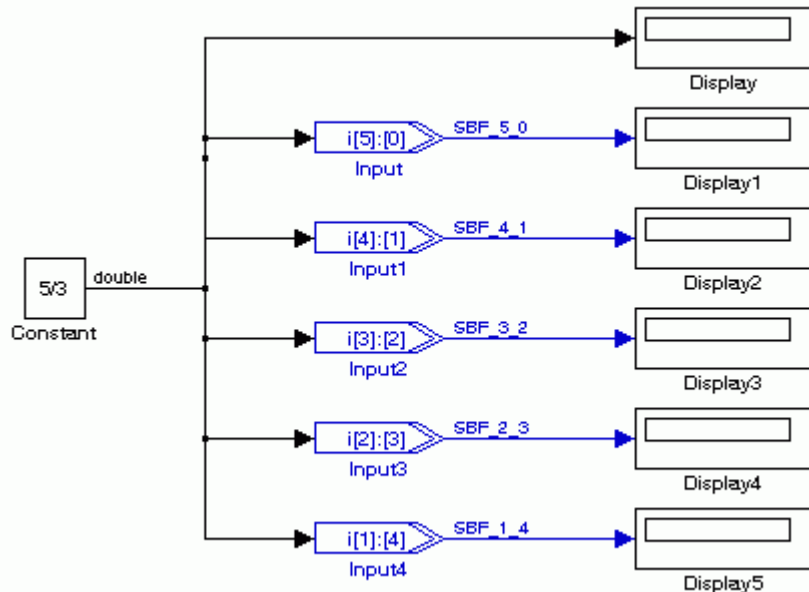 Display
i[5]:[0] SBF_5_0
Input
Display1
i[4]:[1] SBF_4_1
Input1
Display2
5/3 double
Constant
i[3]:[2] SBF_3_2
Input2
Display3
i[2]:[3] SBF_2_3
Input3
Display4
i[1]:[4] SBF_1_4
Input4
Display5